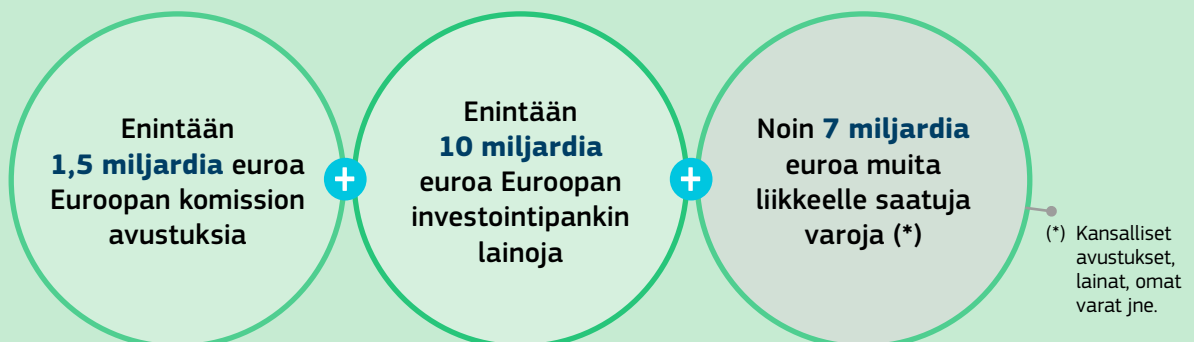 Enintään
1,5 miljardia euroa
Euroopan komission
avustuksia
+
Enintään
10 miljardia
euroa Euroopan
investointipankin
lainoja
+
Noin 7 miljardia
euroa muita
liikkeelle saatuja
varoja (*)
(*) Kansalliset
avustukset,
lainat, omat
varat jne.